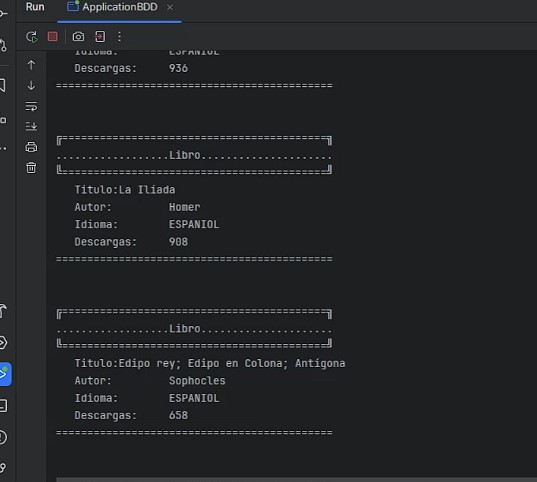 Run ApplicationBDD ×
Idioma: ESPANIOL
Descargas: 936
============================================
╔==========================================╗
..................Libro.....................
╚==========================================╝
Titulo:La Iliada
Autor: Homer
Idioma: ESPANIOL
Descargas: 908
============================================
╔==========================================╗
..................Libro.....................
╚==========================================╝
Titulo:Edipo rey; Edipo en Colona; Antigona
Autor: Sophocles
Idioma: ESPANIOL
Descargas: 658
============================================